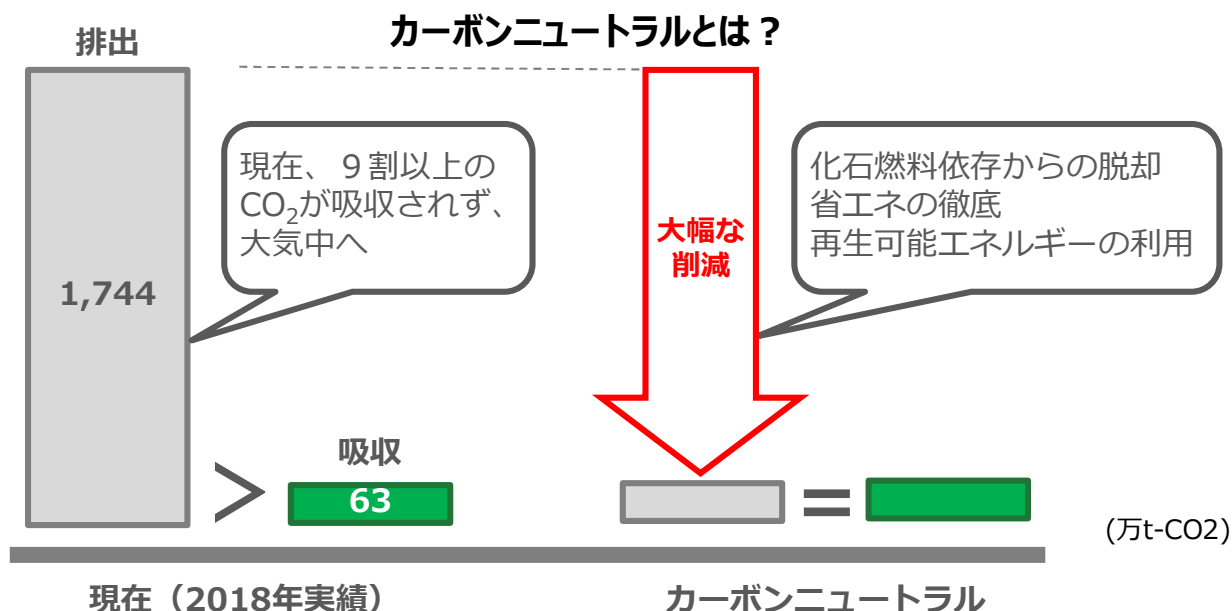 カーボンニュートラルとは？
排出
現在、９割以上の
CO₂が吸収されず、
大気中へ
1,744
吸収
63
大幅な
削減
化石燃料依存からの脱却
省エネの徹底
再生可能エネルギーの利用
>
=
(万t-CO2)
現在（2018年実績）
カーボンニュートラル